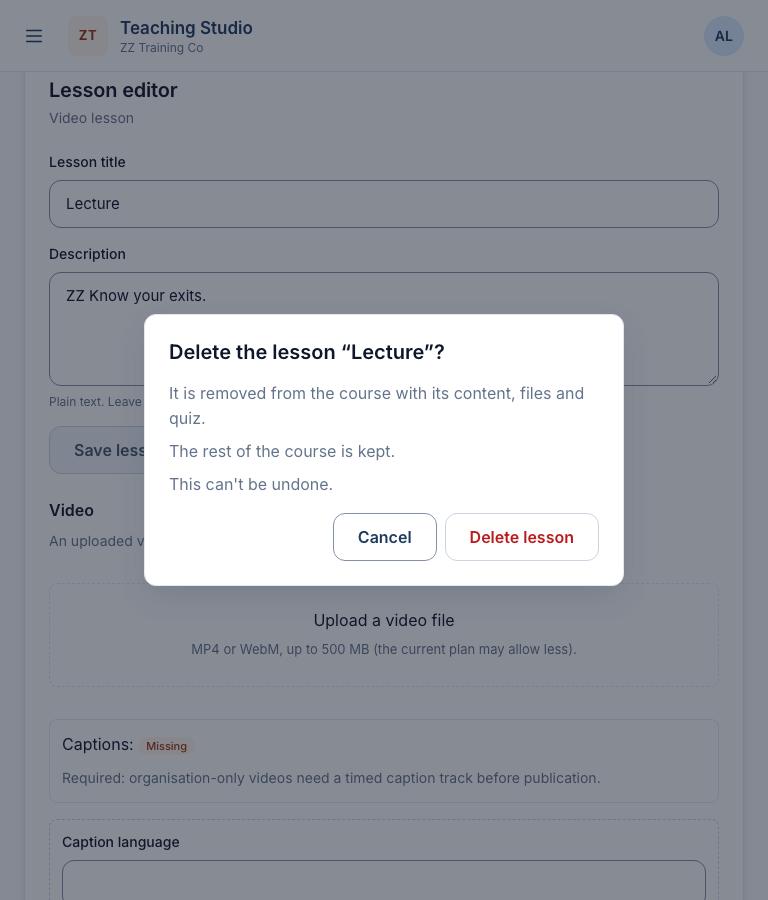 ZT
Teaching Studio
ZZ Training Co
AL
Lesson editor
Video lesson
Lesson title
Lecture
Description
ZZ Know your exits.
Plain text. Leave
Save
Delete the lesson “Lecture”?
It is removed from the course with its content, files and
quiz.
The rest of the course is kept.
This can't be undone.
Cancel
Delete lesson
Video
An uploaded
Upload a video file
MP4 or WebM, up to 500 MB (the current plan may allow less).
Captions:
Missing
Required: organisation-only videos need a timed caption track before publication.
Caption language